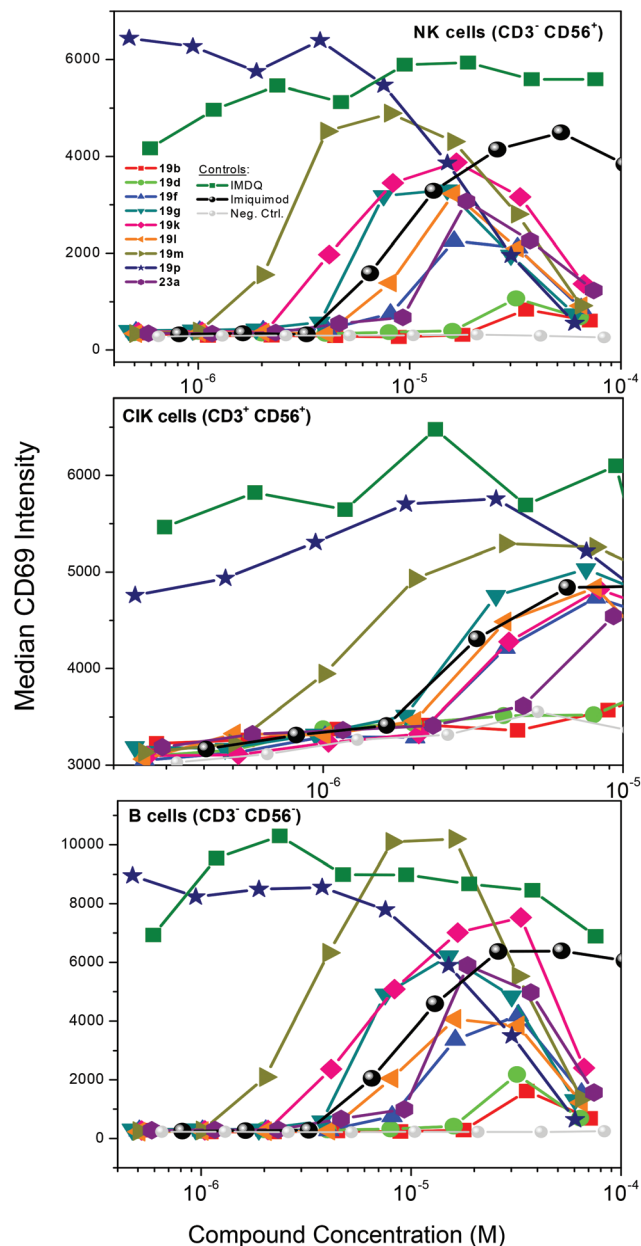 Median CD69 Intensity
NK cells (CD3⁻ CD56⁺)
6000
4000
2000
0
19b
19d
19f
19g
19k
19l
19m
19p
23a
Controls:
IMDQ
Imiquimod
Neg. Ctrl.
10⁻⁶
10⁻⁵
10⁻⁴
CIK cells (CD3⁺ CD56⁺)
6000
5000
4000
3000
10⁻⁶
10⁻⁵
B cells (CD3⁻ CD56⁻)
10000
8000
6000
4000
2000
0
10⁻⁶
10⁻⁵
10⁻⁴
Compound Concentration (M)